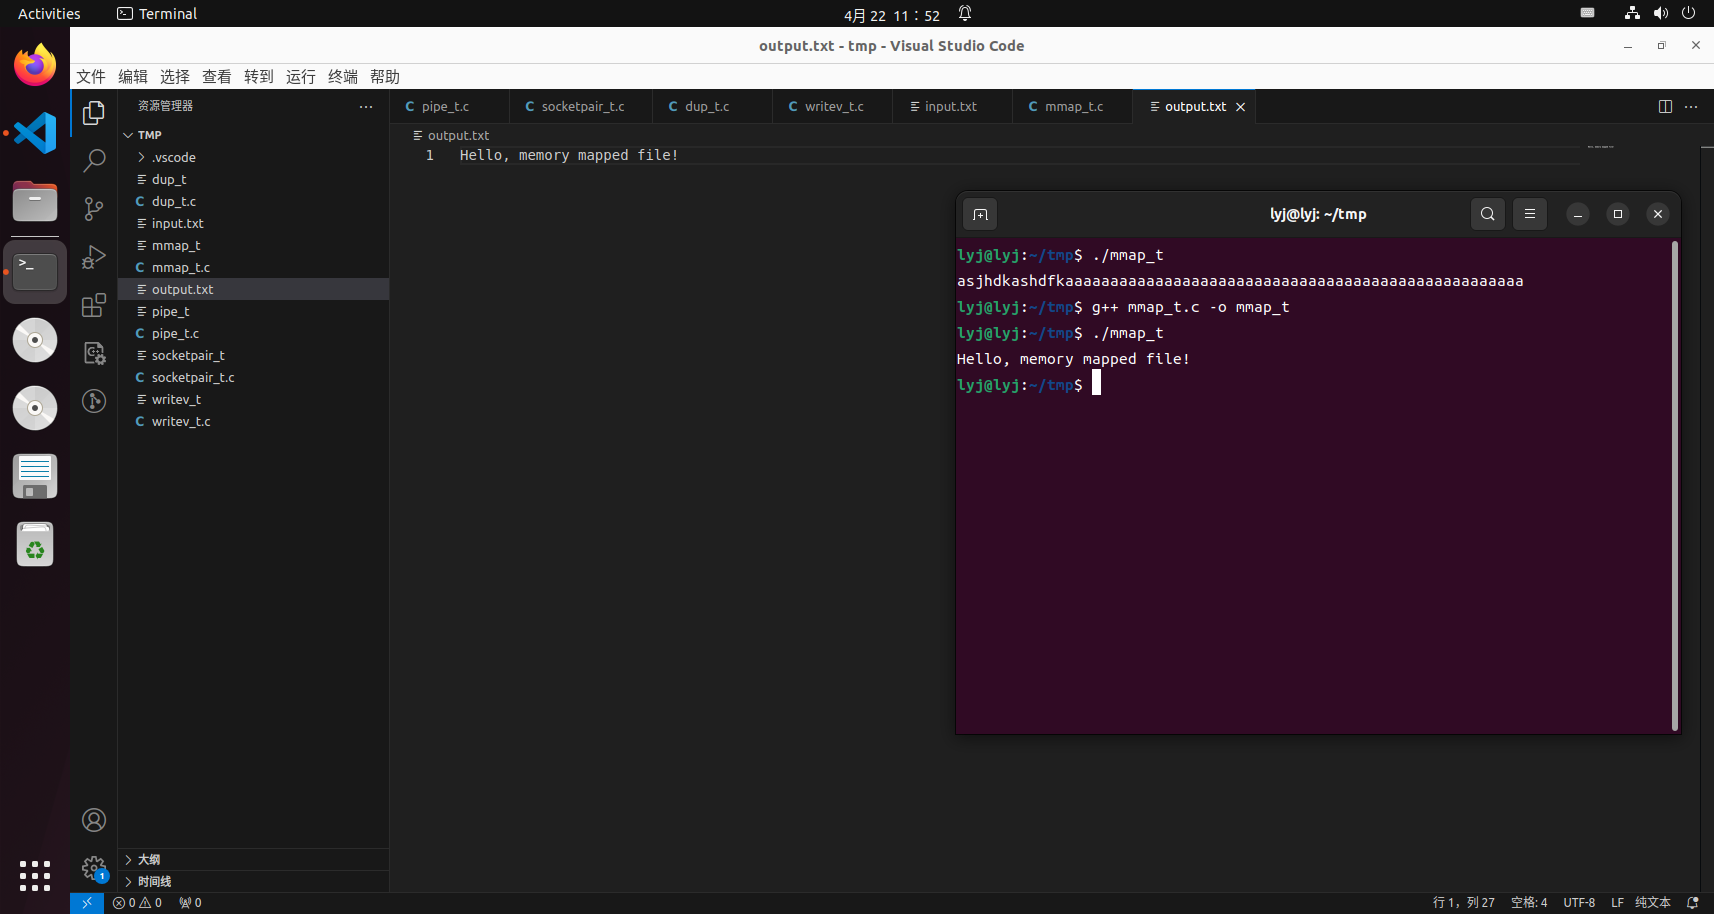 Activities
Terminal
4月 22 11：52
output.txt - tmp - Visual Studio Code
文件 编辑 选择 查看 转到 运行 终端 帮助
资源管理器
TMP
.vscode
dup_t
C dup_t.c
input.txt
mmap_t
C mmap_t.c
output.txt
pipe_t
C pipe_t.c
socketpair_t
C socketpair_t.c
writev_t
C writev_t.c
大纲
时间线
C pipe_t.c
C socketpair_t.c
C dup_t.c
C writev_t.c
input.txt
C mmap_t.c
output.txt
output.txt
1 Hello, memory mapped file!
lyj@lyj: ~/tmp
lyj@lyj:~/tmp$ ./mmap_t
asjhdkashdfkaaaaaaaaaaaaaaaaaaaaaaaaaaaaaaaaaaaaaaaaaaaaaaaaaaa
lyj@lyj:~/tmp$ g++ mmap_t.c -o mmap_t
lyj@lyj:~/tmp$ ./mmap_t
Hello, memory mapped file!
lyj@lyj:~/tmp$
1
0 0 0
行 1，列 27 空格: 4 UTF-8 LF 纯文本